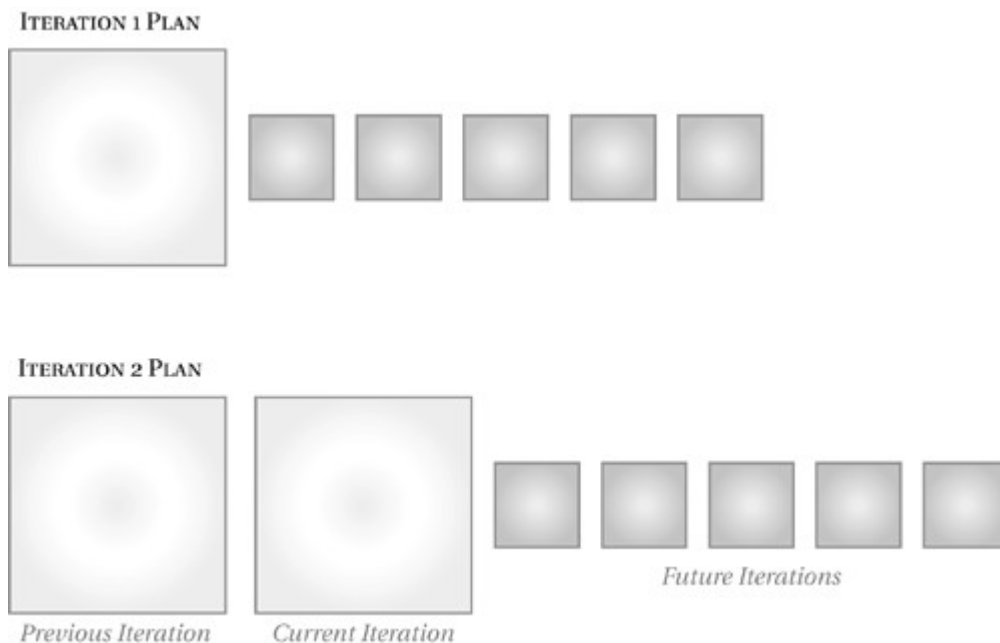 Iteration 1 Plan
Iteration 2 Plan
Future Iterations
Previous Iteration
Current Iteration